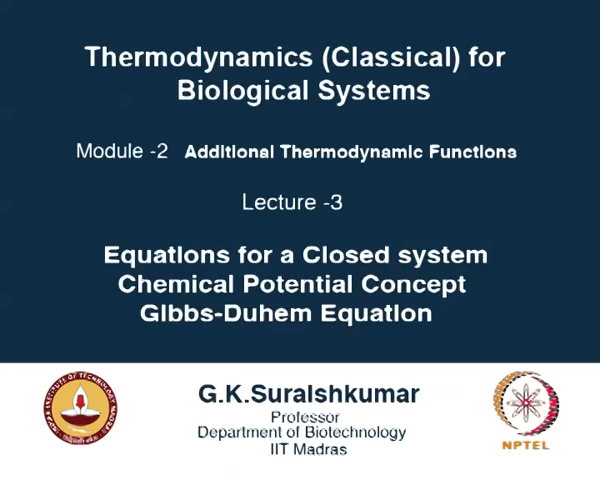 Thermodynamics (Classical) for
Biological Systems
Module -2 Additional Thermodynamic Functions
Lecture -3
Equations for a Closed system
Chemical Potential Concept
Gibbs-Duhem Equation
G.K.Suraishkumar
Professor
Department of Biotechnology
IIT Madras
NPTEL